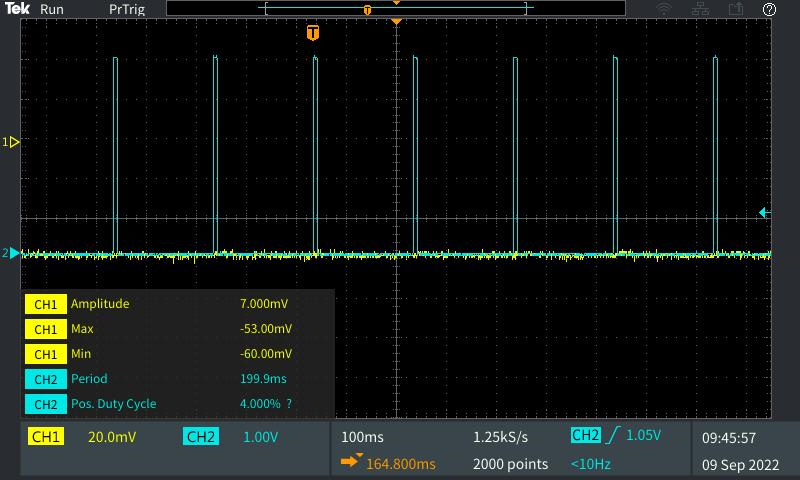 Tek Run PrTrig T ?
T
1
2
CH1 Amplitude 7.000mV
CH1 Max -53.00mV
CH1 Min -60.00mV
CH2 Period 199.9ms
CH2 Pos. Duty Cycle 4.000% ?
CH1 20.0mV CH2 1.00V 100ms 1.25kS/s CH2 1.05V 09:45:57
164.800ms 2000 points <10Hz 09 Sep 2022